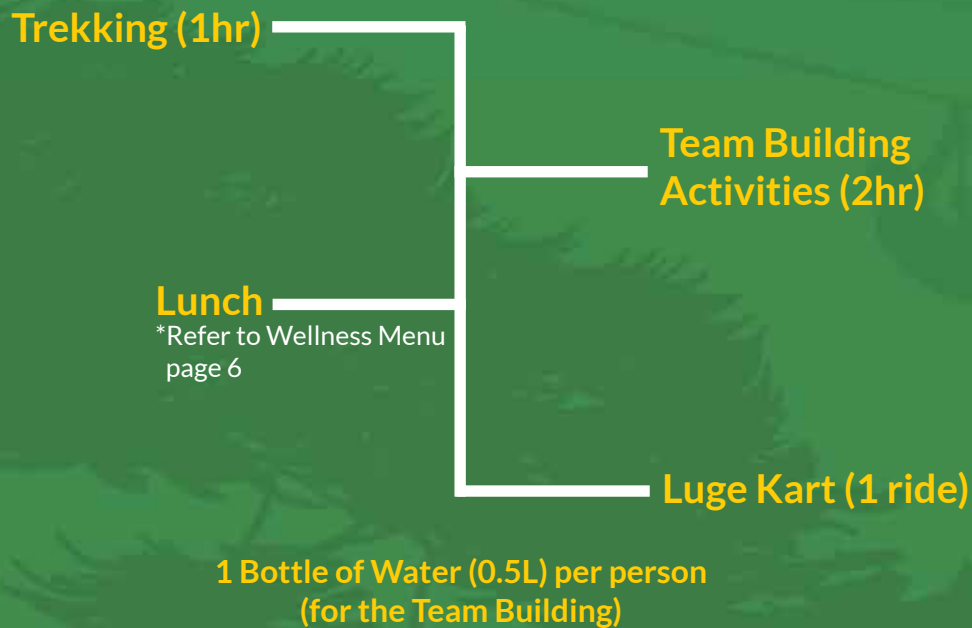 Trekking (1hr)
Team Building
Activities (2hr)
Lunch
*Refer to Wellness Menu
page 6
Luge Kart (1 ride)
1 Bottle of Water (0.5L) per person
(for the Team Building)